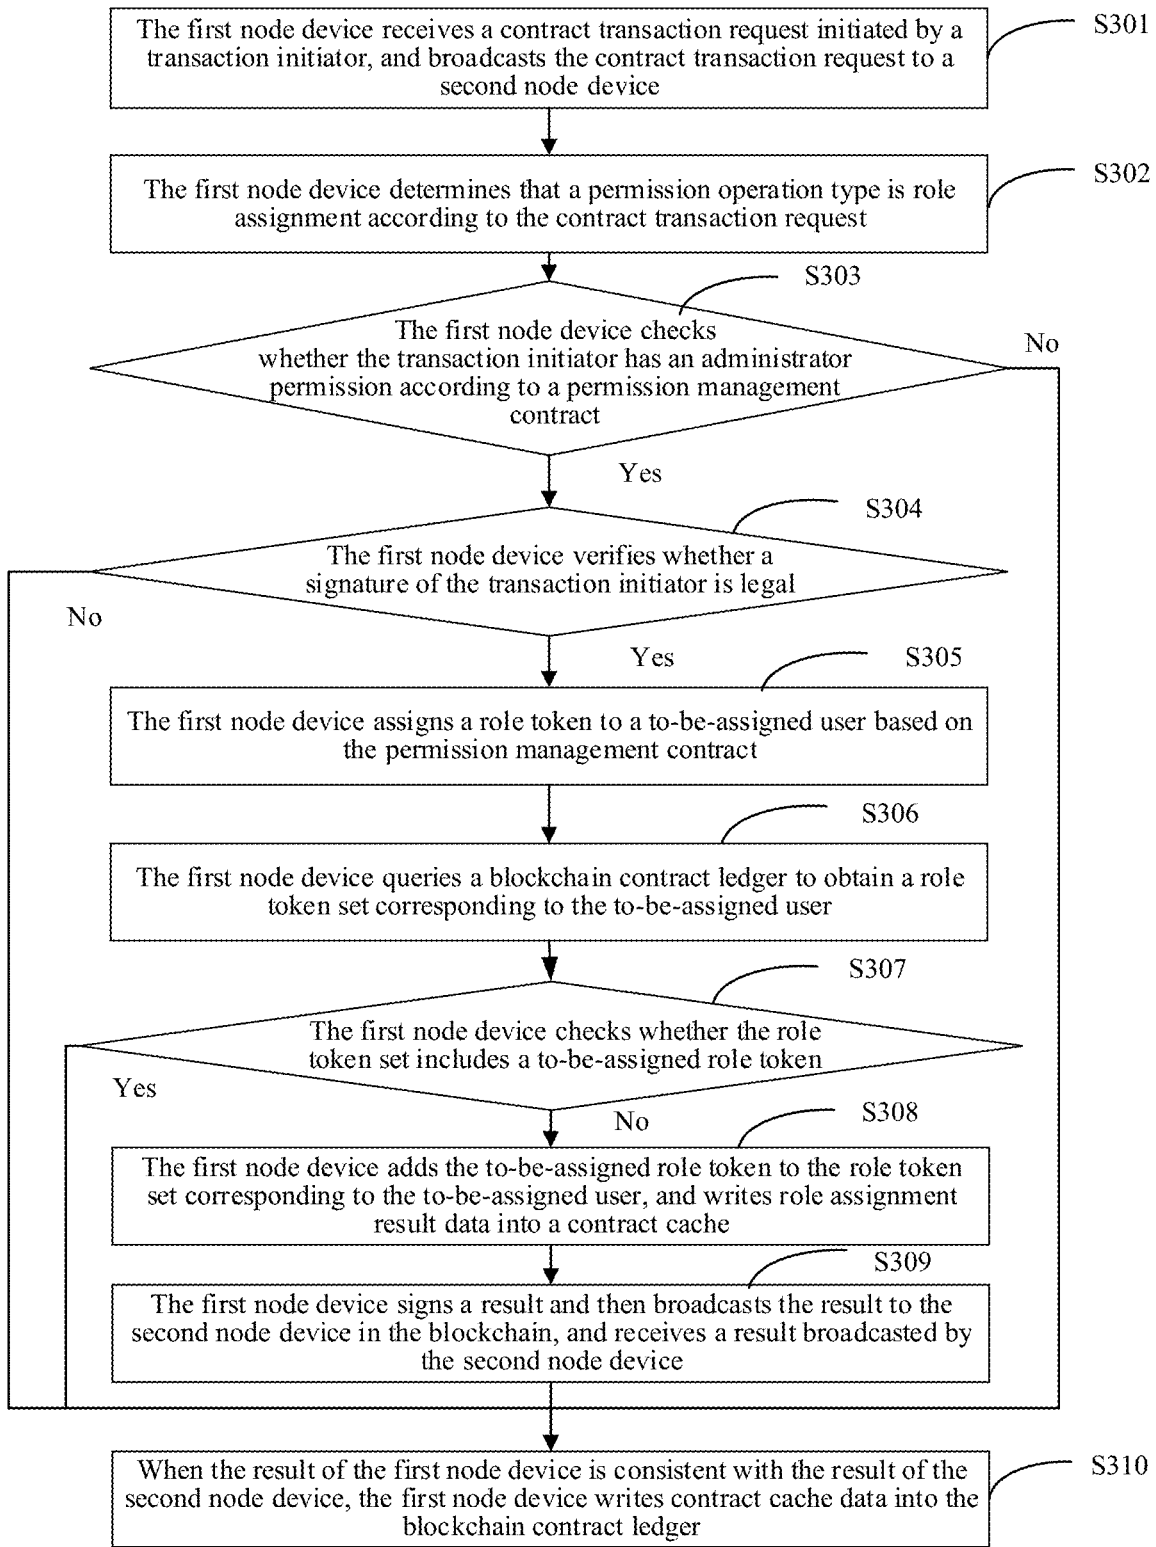 The first node device receives a contract transaction request initiated by a
transaction initiator, and broadcasts the contract transaction request to a
second node device
S301
The first node device determines that a permission operation type is role
assignment according to the contract transaction request
S302
S303
The first node device checks
whether the transaction initiator has an administrator
permission according to a permission management
contract
No
Yes
S304
The first node device verifies whether a
signature of the transaction initiator is legal
No
Yes
S305
The first node device assigns a role token to a to-be-assigned user based on
the permission management contract
S306
The first node device queries a blockchain contract ledger to obtain a role
token set corresponding to the to-be-assigned user
S307
The first node device checks whether the role
token set includes a to-be-assigned role token
Yes
No
S308
The first node device adds the to-be-assigned role token to the role token
set corresponding to the to-be-assigned user, and writes role assignment
result data into a contract cache
S309
The first node device signs a result and then broadcasts the result to the
second node device in the blockchain, and receives a result broadcasted by
the second node device
S310
When the result of the first node device is consistent with the result of the
second node device, the first node device writes contract cache data into the
blockchain contract ledger